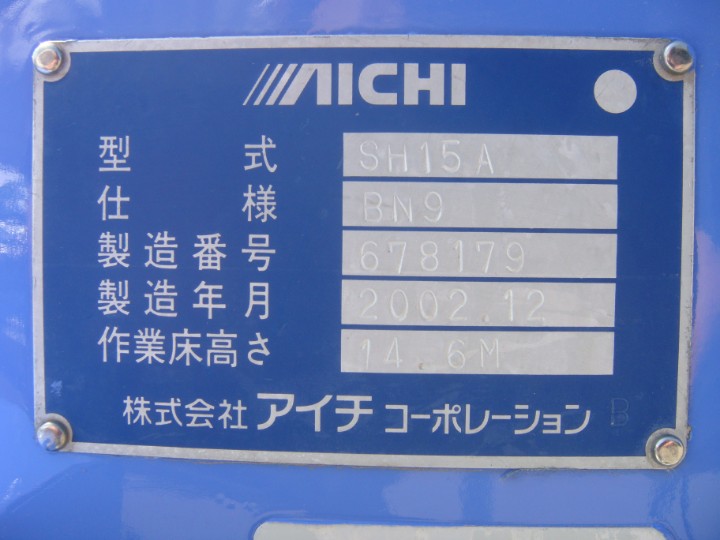 AICHI
型式 SH15A
仕様 BN9
製造番号 678179
製造年月 2002.12
作業床高さ 14.6M
株式会社 アイチ コーポレーション